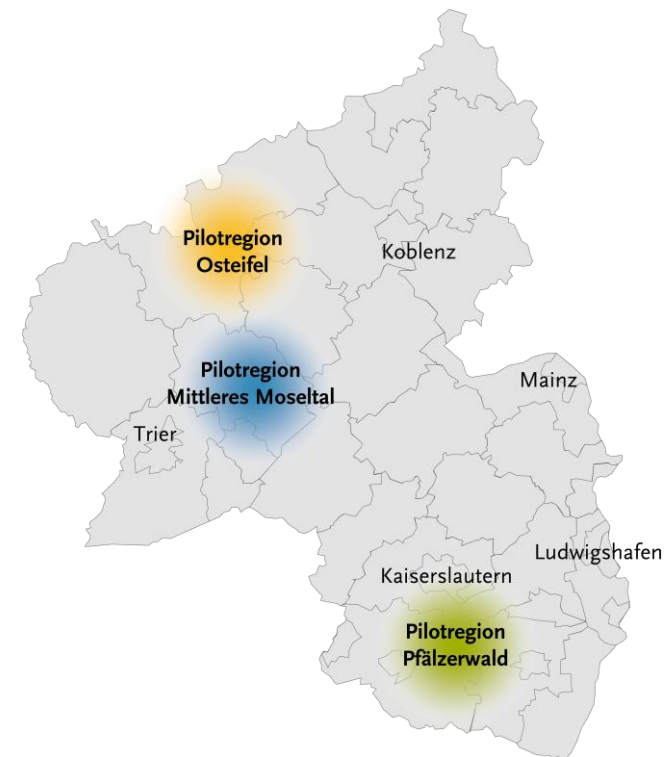 Pilotregion
Osteifel
Koblenz
Pilotregion
Mittleres Moseltal
Mainz
Trier
Ludwigshafen
Kaiserslautern
Pilotregion
Pfälzerwald